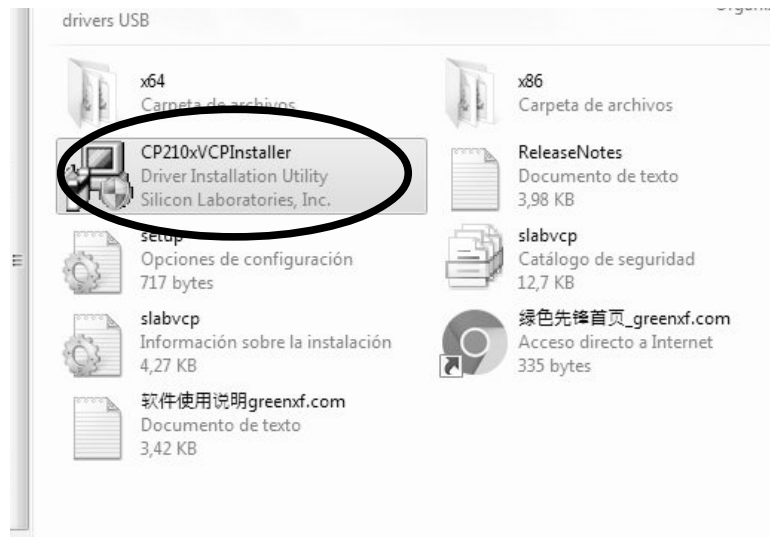 drivers USB
x64
Carpeta de archivos
x86
Carpeta de archivos
CP210xVCPInstaller
Driver Installation Utility
Silicon Laboratories, Inc.
ReleaseNotes
Documento de texto
3,98 KB
setup
Opciones de configuración
717 bytes
slabvcp
Catálogo de seguridad
12,7 KB
slabvcp
Información sobre la instalación
4,27 KB
绿色先锋首页_greenxf.com
Acceso directo a Internet
335 bytes
软件使用说明greenxf.com
Documento de texto
3,42 KB